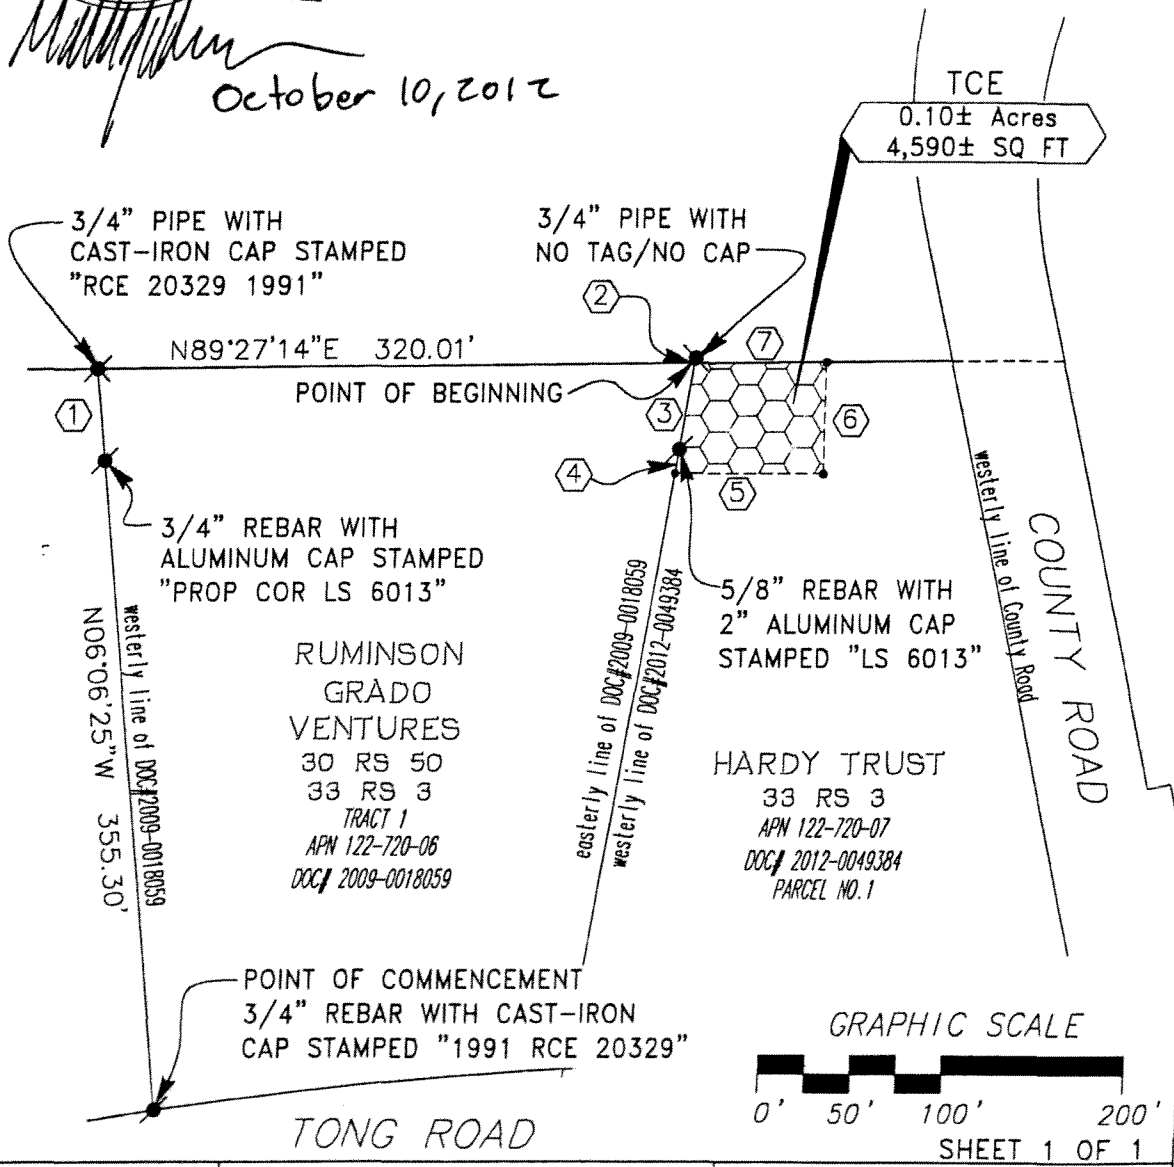 October 10, 2012
TCE
0.10± Acres
4,590± SQ FT
3/4" PIPE WITH
CAST-IRON CAP STAMPED
"RCE 20329 1991"
3/4" PIPE WITH
NO TAG/NO CAP
2
N89°27'14"E 320.01'
7
POINT OF BEGINNING
1
3
6
4
5
3/4" REBAR WITH
ALUMINUM CAP STAMPED
"PROP COR LS 6013"
5/8" REBAR WITH
2" ALUMINUM CAP
STAMPED "LS 6013"
westerly line of County Road
COUNTY ROAD
westerly line of DOC#2009-0018059
N06°06'25"W 355.30'
easterly line of DOC#2009-0018059
westerly line of DOC#2012-0049384
RUMINSON
GRADO
VENTURES
30 RS 50
33 RS 3
TRACT 1
APN 122-720-06
DOC# 2009-0018059
HARDY TRUST
33 RS 3
APN 122-720-07
DOC# 2012-0049384
PARCEL NO.1
POINT OF COMMENCEMENT
3/4" REBAR WITH CAST-IRON
CAP STAMPED "1991 RCE 20329"
TONG ROAD
GRAPHIC SCALE
0' 50' 100' 200'
SHEET 1 OF 1